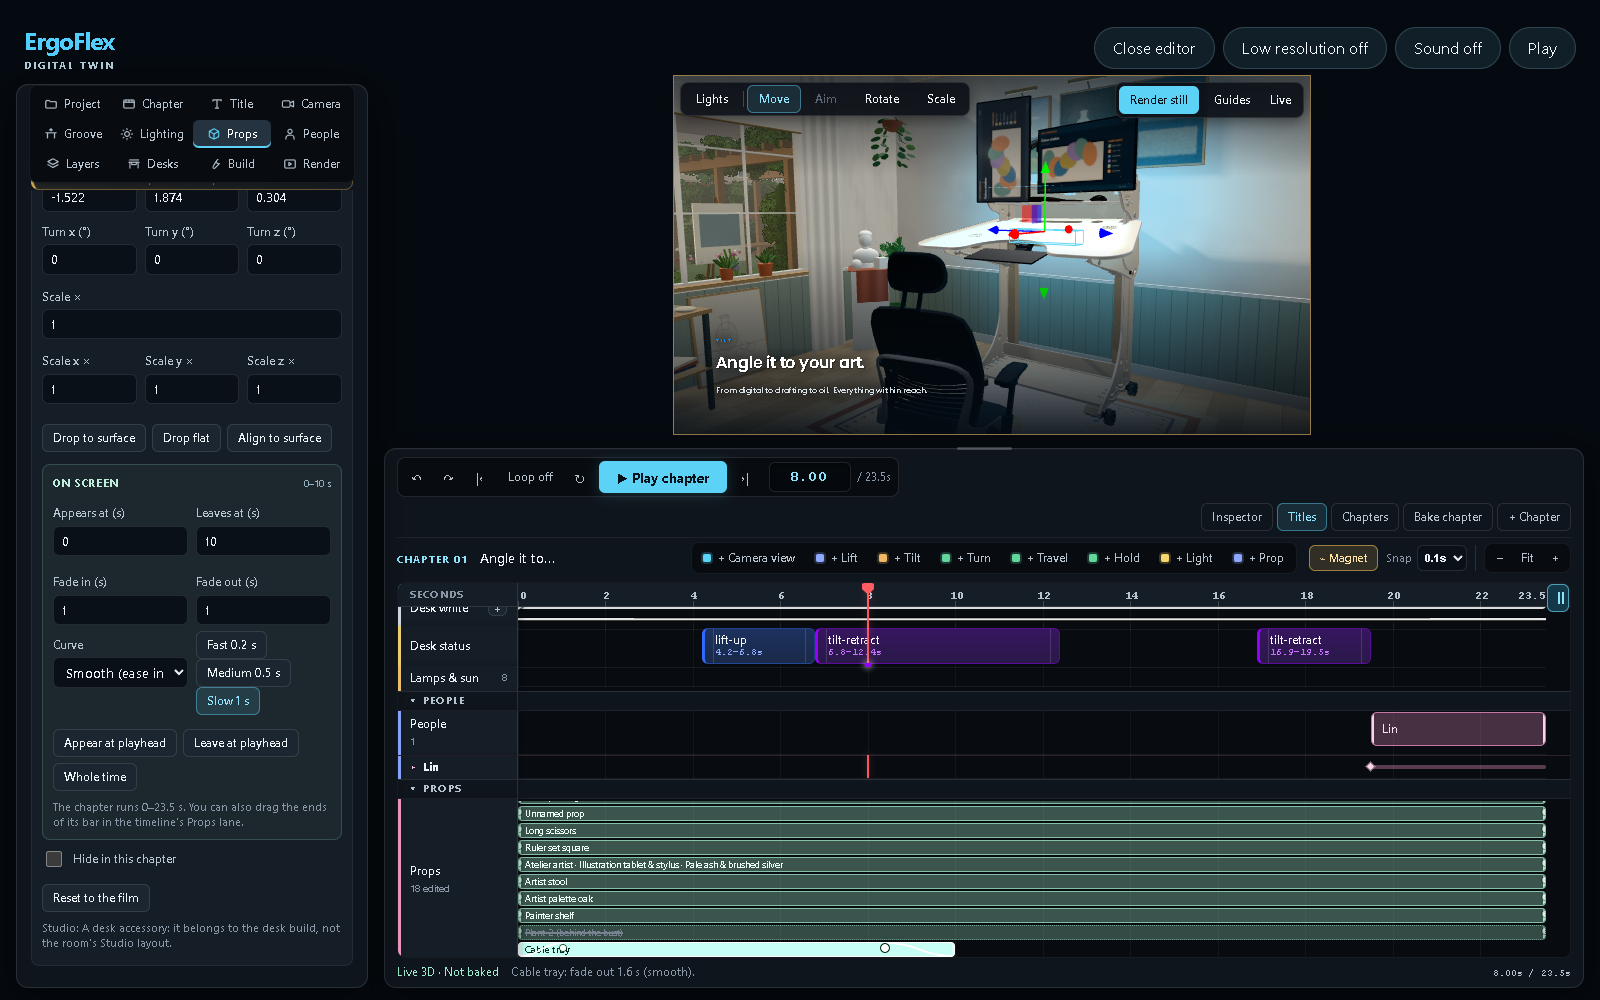 ErgoFlex
DIGITAL TWIN
Close editor
Low resolution off
Sound off
Play
Project
Chapter
Title
Camera
Groove
Lighting
Props
People
Layers
Desks
Build
Render
-1.522
1.874
0.304
Turn x (°)
Turn y (°)
Turn z (°)
0
0
0
Scale ×
1
Scale x ×
Scale y ×
Scale z ×
1
1
1
Drop to surface
Drop flat
Align to surface
ON SCREEN
0–10 s
Appears at (s)
Leaves at (s)
0
10
Fade in (s)
Fade out (s)
1
1
Curve
Fast 0.2 s
Smooth (ease in
Medium 0.5 s
Slow 1 s
Appear at playhead
Leave at playhead
Whole time
The chapter runs 0–23.5 s. You can also drag the ends
of its bar in the timeline's Props lane.
Hide in this chapter
Reset to the film
Studio: A desk accessory: it belongs to the desk build, not
the room's Studio layout.
Lights
Move
Aim
Rotate
Scale
Render still
Guides
Live
TILT
Angle it to your art.
From digital to drafting to oil. Everything within reach.
Loop off
▶ Play chapter
8.00
/ 23.5s
Inspector
Titles
Chapters
Bake chapter
+ Chapter
CHAPTER 01
Angle it to...
+ Camera view
+ Lift
+ Tilt
+ Turn
+ Travel
+ Hold
+ Light
+ Prop
Magnet
Snap
0.1s
−
Fit
+
SECONDS
0
2
4
6
8
10
12
14
16
18
20
22
23.5
Desk white
+
Desk status
lift-up
4.2–6.8s
tilt-retract
6.8–12.4s
tilt-retract
16.9–19.5s
Lamps & sun
8
PEOPLE
People
1
Lin
Lin
PROPS
Props
18 edited
Unnamed prop
Long scissors
Ruler set square
Atelier artist · Illustration tablet & stylus · Pale ash & brushed silver
Artist stool
Artist palette oak
Painter shelf
Plant 2 (behind the bust)
Cable tray
Live 3D · Not baked
Cable tray: fade out 1.6 s (smooth).
8.00s / 23.5s